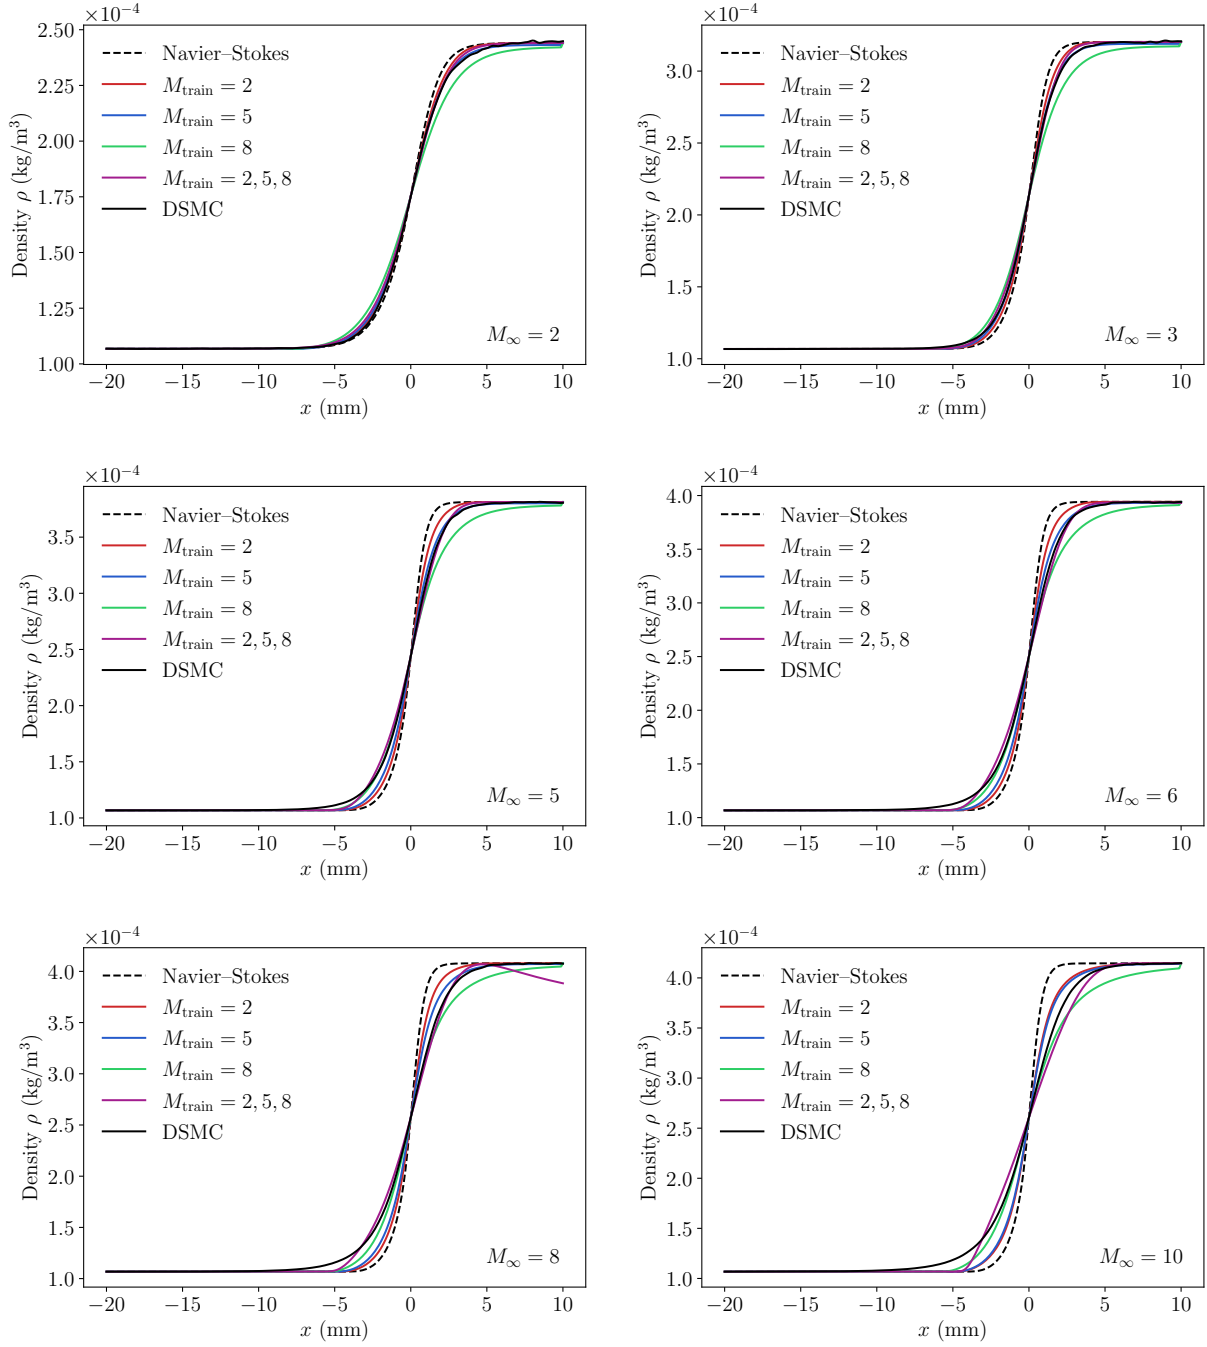 ×10⁻⁴
Density ρ (kg/m³)
2.50
2.25
2.00
1.75
1.50
1.25
1.00
Navier–Stokes
M_train = 2
M_train = 5
M_train = 8
M_train = 2, 5, 8
DSMC
M_∞ = 2
−20 −15 −10 −5 0 5 10
x (mm)
×10⁻⁴
Density ρ (kg/m³)
3.0
2.5
2.0
1.5
1.0
Navier–Stokes
M_train = 2
M_train = 5
M_train = 8
M_train = 2, 5, 8
DSMC
M_∞ = 3
−20 −15 −10 −5 0 5 10
x (mm)
×10⁻⁴
Density ρ (kg/m³)
3.5
3.0
2.5
2.0
1.5
1.0
Navier–Stokes
M_train = 2
M_train = 5
M_train = 8
M_train = 2, 5, 8
DSMC
M_∞ = 5
−20 −15 −10 −5 0 5 10
x (mm)
×10⁻⁴
Density ρ (kg/m³)
4.0
3.5
3.0
2.5
2.0
1.5
1.0
Navier–Stokes
M_train = 2
M_train = 5
M_train = 8
M_train = 2, 5, 8
DSMC
M_∞ = 6
−20 −15 −10 −5 0 5 10
x (mm)
×10⁻⁴
Density ρ (kg/m³)
4.0
3.5
3.0
2.5
2.0
1.5
1.0
Navier–Stokes
M_train = 2
M_train = 5
M_train = 8
M_train = 2, 5, 8
DSMC
M_∞ = 8
−20 −15 −10 −5 0 5 10
x (mm)
×10⁻⁴
Density ρ (kg/m³)
4.0
3.5
3.0
2.5
2.0
1.5
1.0
Navier–Stokes
M_train = 2
M_train = 5
M_train = 8
M_train = 2, 5, 8
DSMC
M_∞ = 10
−20 −15 −10 −5 0 5 10
x (mm)